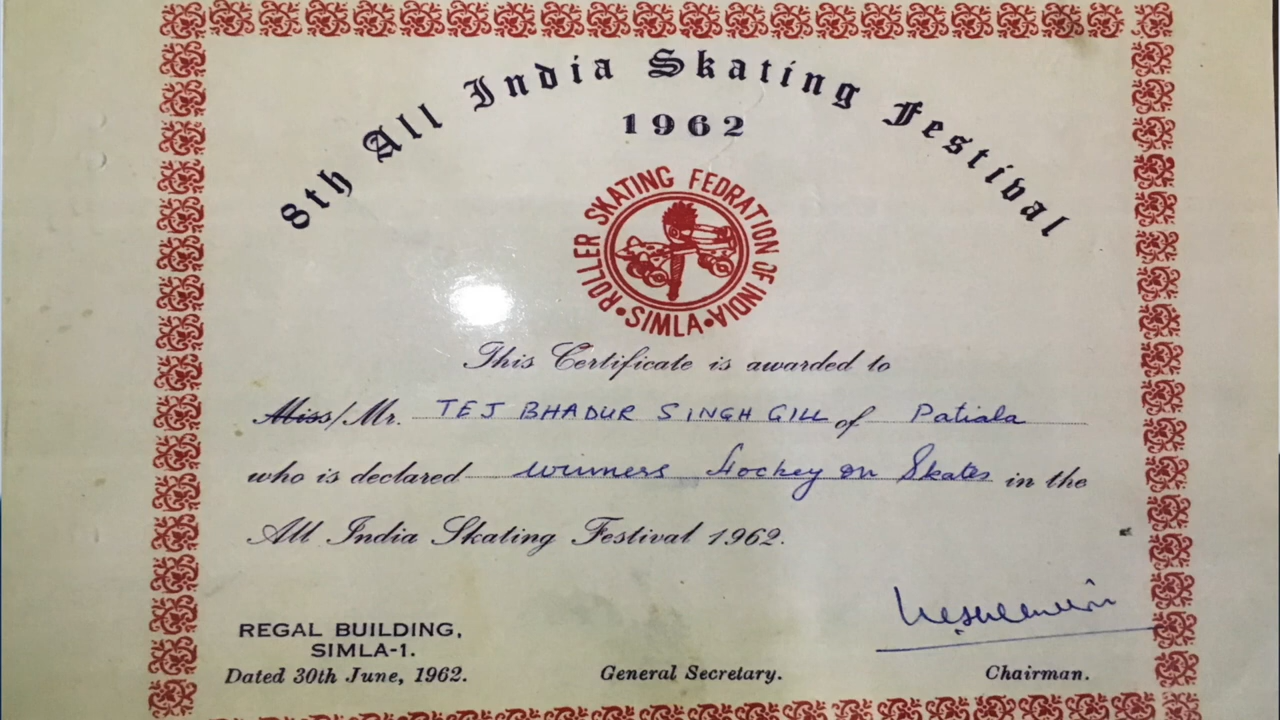 8th All India Skating Festival
1962
ROLLER SKATING FEDRATION OF INDIA • SIMLA •
This Certificate is awarded to
Miss/Mr. TEJ BHADUR SINGH GILL of Patiala
who is declared winners Hockey on Skates in the
All India Skating Festival 1962.
REGAL BUILDING,
SIMLA-1.
Dated 30th June, 1962. General Secretary. Chairman.